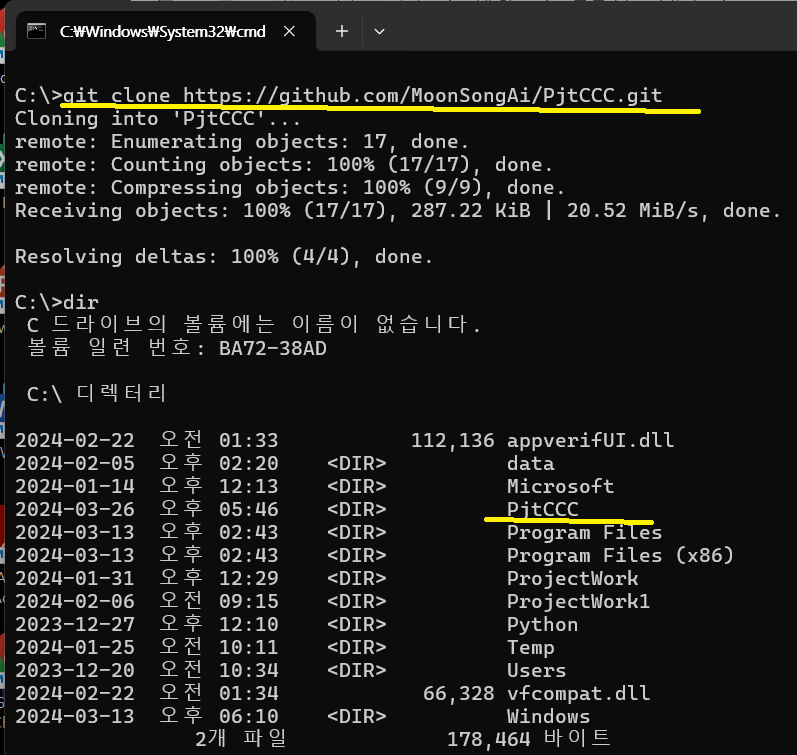 C:₩Windows₩System32₩cmd
C:\>git clone https://github.com/MoonSongAi/PjtCCC.git
Cloning into 'PjtCCC'...
remote: Enumerating objects: 17, done.
remote: Counting objects: 100% (17/17), done.
remote: Compressing objects: 100% (9/9), done.
Receiving objects: 100% (17/17), 287.22 KiB | 20.52 MiB/s, done.
Resolving deltas: 100% (4/4), done.
C:\>dir
C 드라이브의 볼륨에는 이름이 없습니다.
볼륨 일련 번호: BA72-38AD
C:\ 디렉터리
2024-02-22 오전 01:33 112,136 appverifUI.dll
2024-02-05 오후 02:20 <DIR> data
2024-01-14 오후 12:13 <DIR> Microsoft
2024-03-26 오후 05:46 <DIR> PjtCCC
2024-03-13 오후 02:43 <DIR> Program Files
2024-03-13 오후 02:43 <DIR> Program Files (x86)
2024-01-31 오후 12:29 <DIR> ProjectWork
2024-02-06 오전 09:15 <DIR> ProjectWork1
2023-12-27 오후 12:10 <DIR> Python
2024-01-25 오전 10:11 <DIR> Temp
2023-12-20 오전 10:34 <DIR> Users
2024-02-22 오전 01:34 66,328 vfcompat.dll
2024-03-13 오후 06:10 <DIR> Windows
2개 파일 178,464 바이트